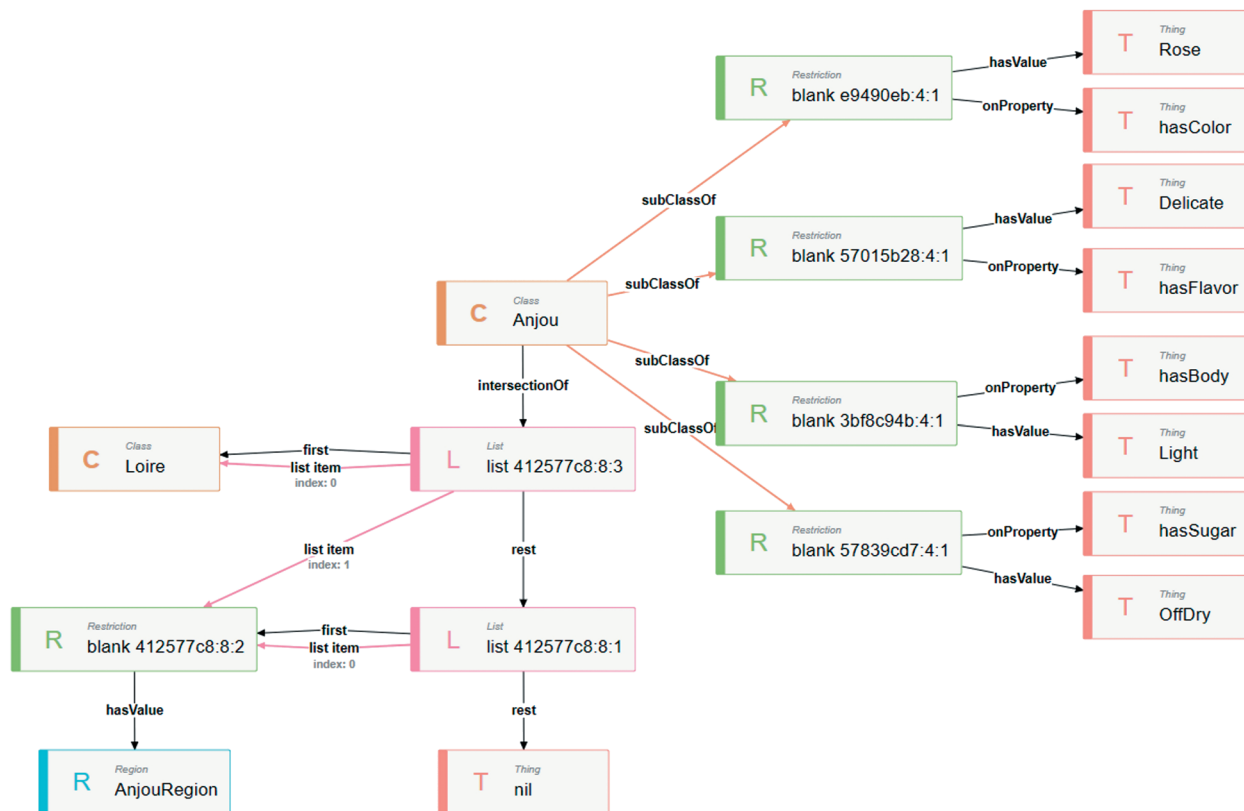 Thing
T Rose
hasValue
Restriction
R blank e9490eb:4:1
onProperty
Thing
T hasColor
subClassOf
Thing
T Delicate
hasValue
Restriction
R blank 57015b28:4:1
onProperty
Thing
T hasFlavor
subClassOf
Class
C Anjou
subClassOf
Thing
T hasBody
onProperty
Restriction
R blank 3bf8c94b:4:1
hasValue
Thing
T Light
intersectionOf
subClassOf
Class
C Loire
first
list item
index: 0
List
L list 412577c8:8:3
Thing
T hasSugar
onProperty
Restriction
R blank 57839cd7:4:1
hasValue
Thing
T OffDry
list item
index: 1
rest
Restriction
R blank 412577c8:8:2
first
list item
index: 0
List
L list 412577c8:8:1
hasValue
rest
Region
R AnjouRegion
Thing
T nil